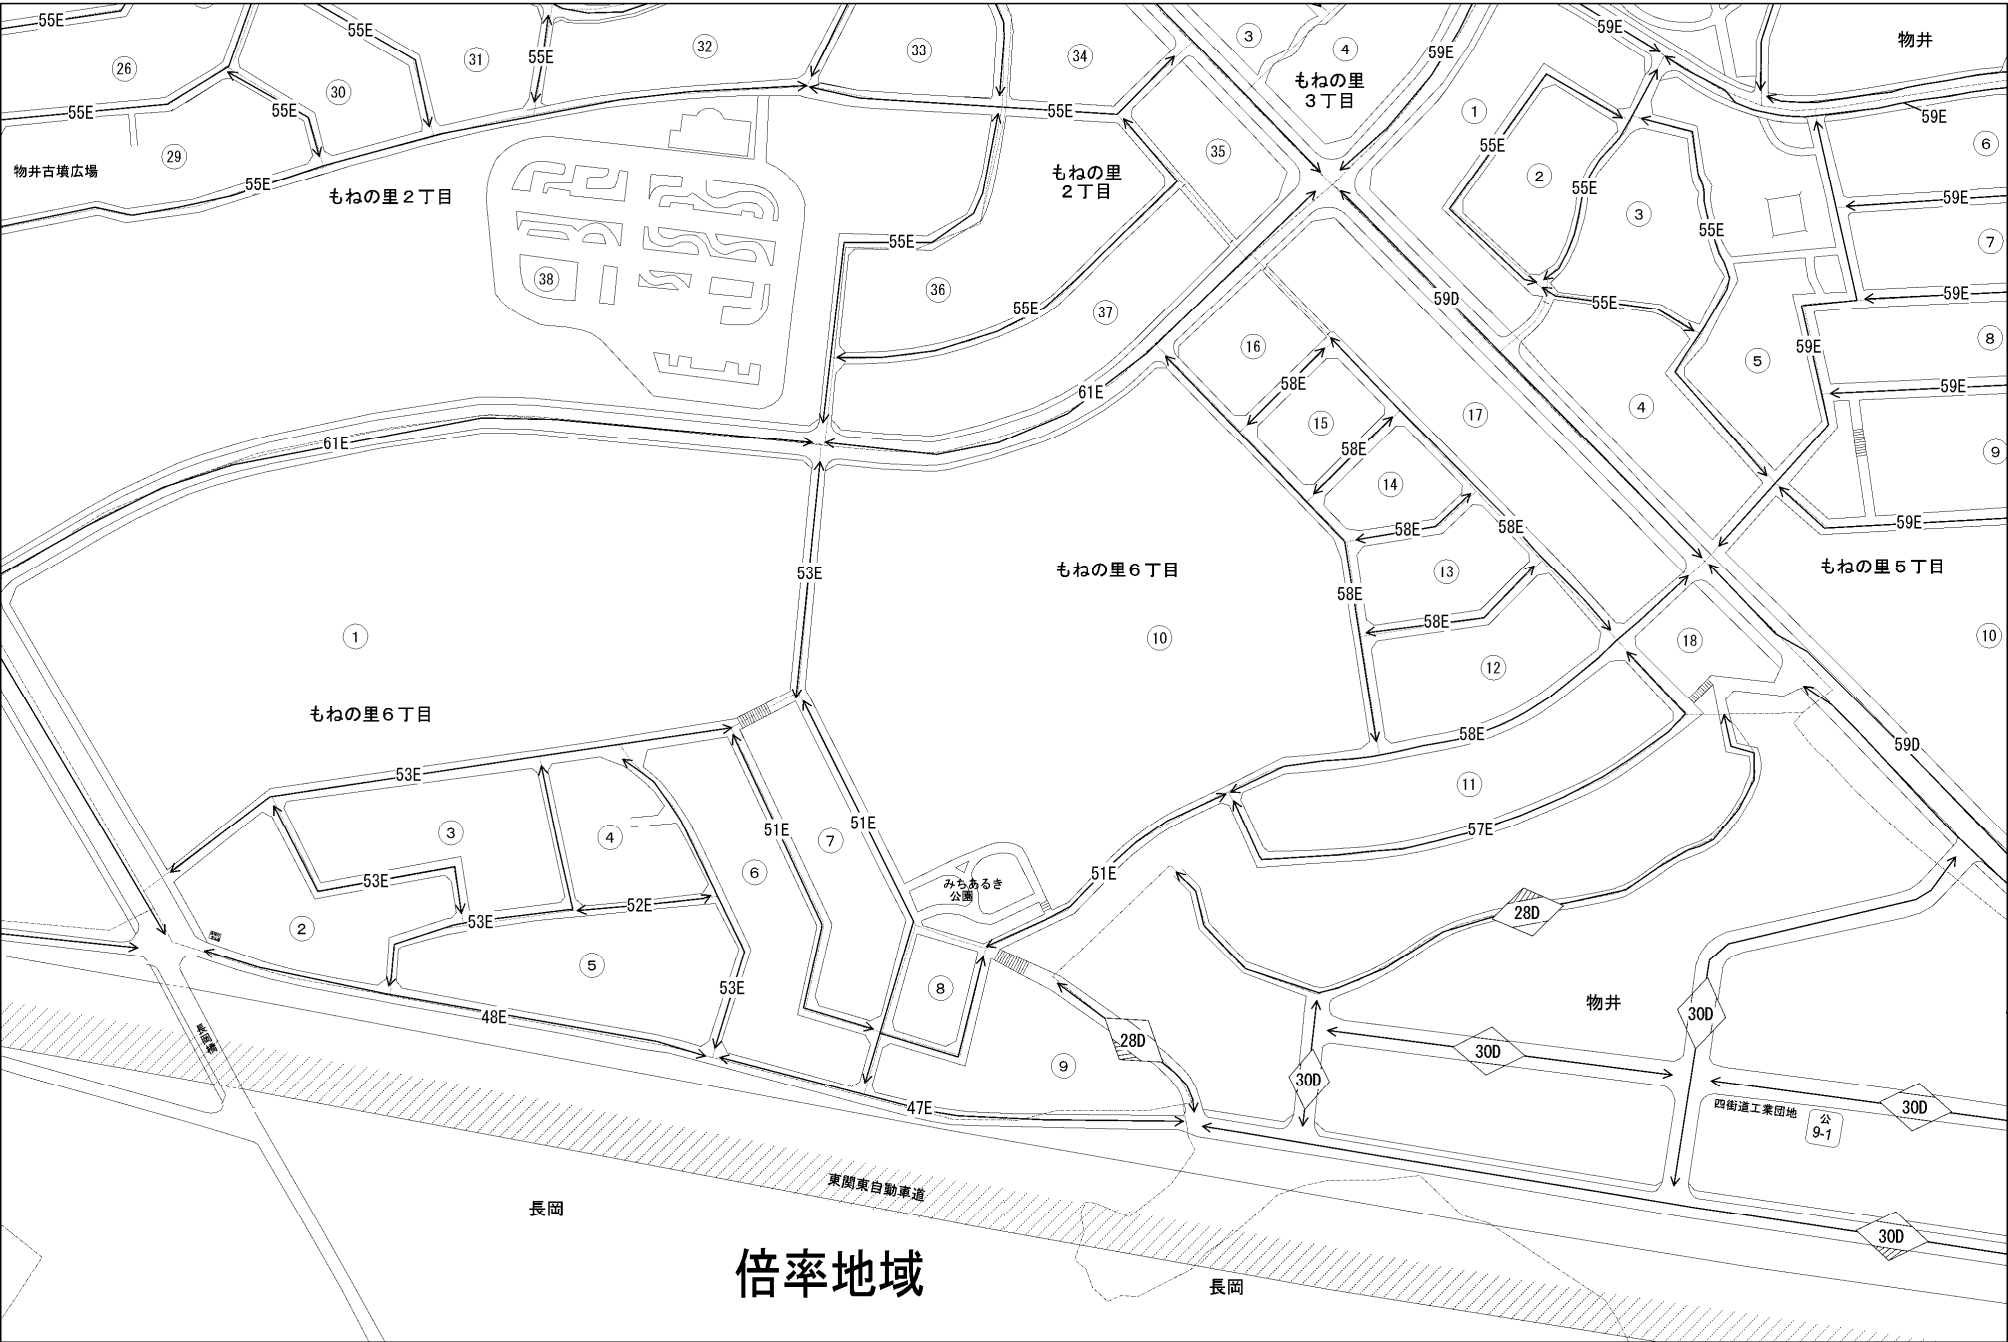 55E
55E
31
55E
32
33
34
3
4
59E
59E
物井
26
30
もねの里
3丁目
55E
55E
55E
1
59E
29
物井古墳広場
55E
もねの里2丁目
もねの里
2丁目
35
55E
2
55E
3
55E
6
59E
7
38
55E
36
55E
37
59D
55E
59E
5
59E
8
59E
16
58E
61E
15
17
4
61E
58E
14
9
58E
58E
59E
53E
もねの里6丁目
13
58E
もねの里5丁目
58E
1
10
12
18
10
もねの里6丁目
58E
59D
53E
11
3
4
51E
7
51E
57E
53E
6
51E
みちあるき
公園
52E
28D
2
53E
5
53E
8
物井
48E
長岡橋
28D
30D
30D
9
30D
47E
四街道工業団地
公
9-1
30D
東関東自動車道
長岡
30D
倍率地域
長岡